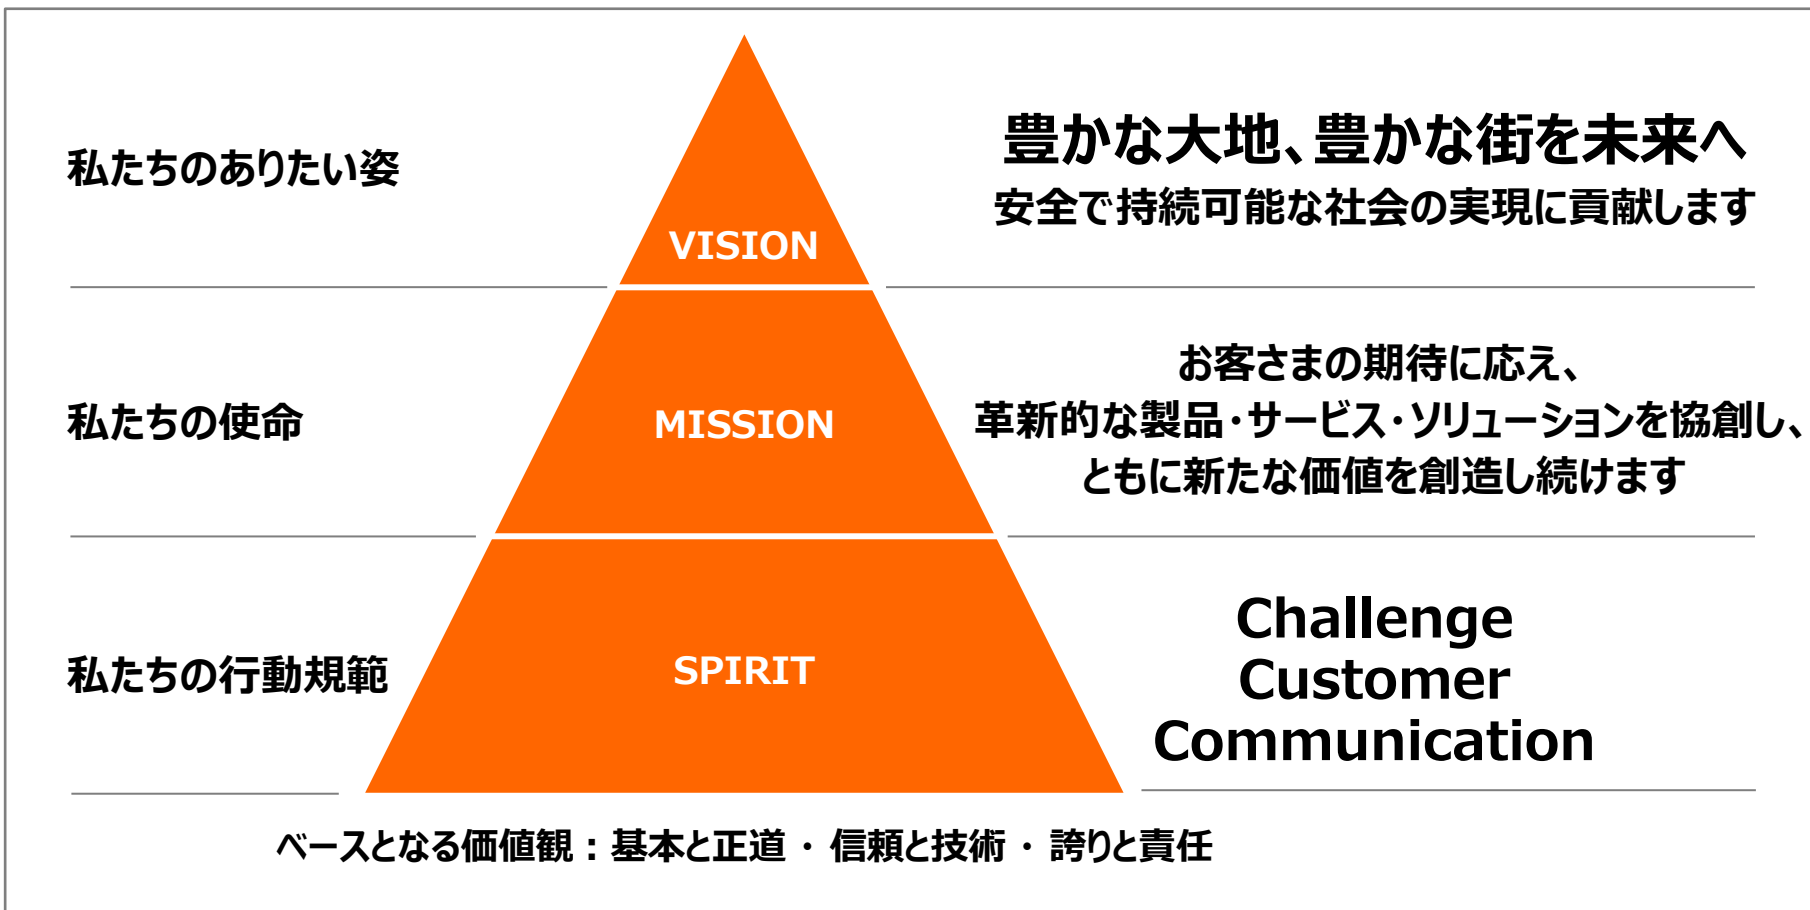 私たちのありたい姿
VISION
豊かな大地、豊かな街を未来へ
安全で持続可能な社会の実現に貢献します
私たちの使命
MISSION
お客さまの期待に応え、
革新的な製品・サービス・ソリューションを協創し、
ともに新たな価値を創造し続けます
私たちの行動規範
SPIRIT
Challenge
Customer
Communication
ベースとなる価値観：基本と正道 ・ 信頼と技術 ・ 誇りと責任